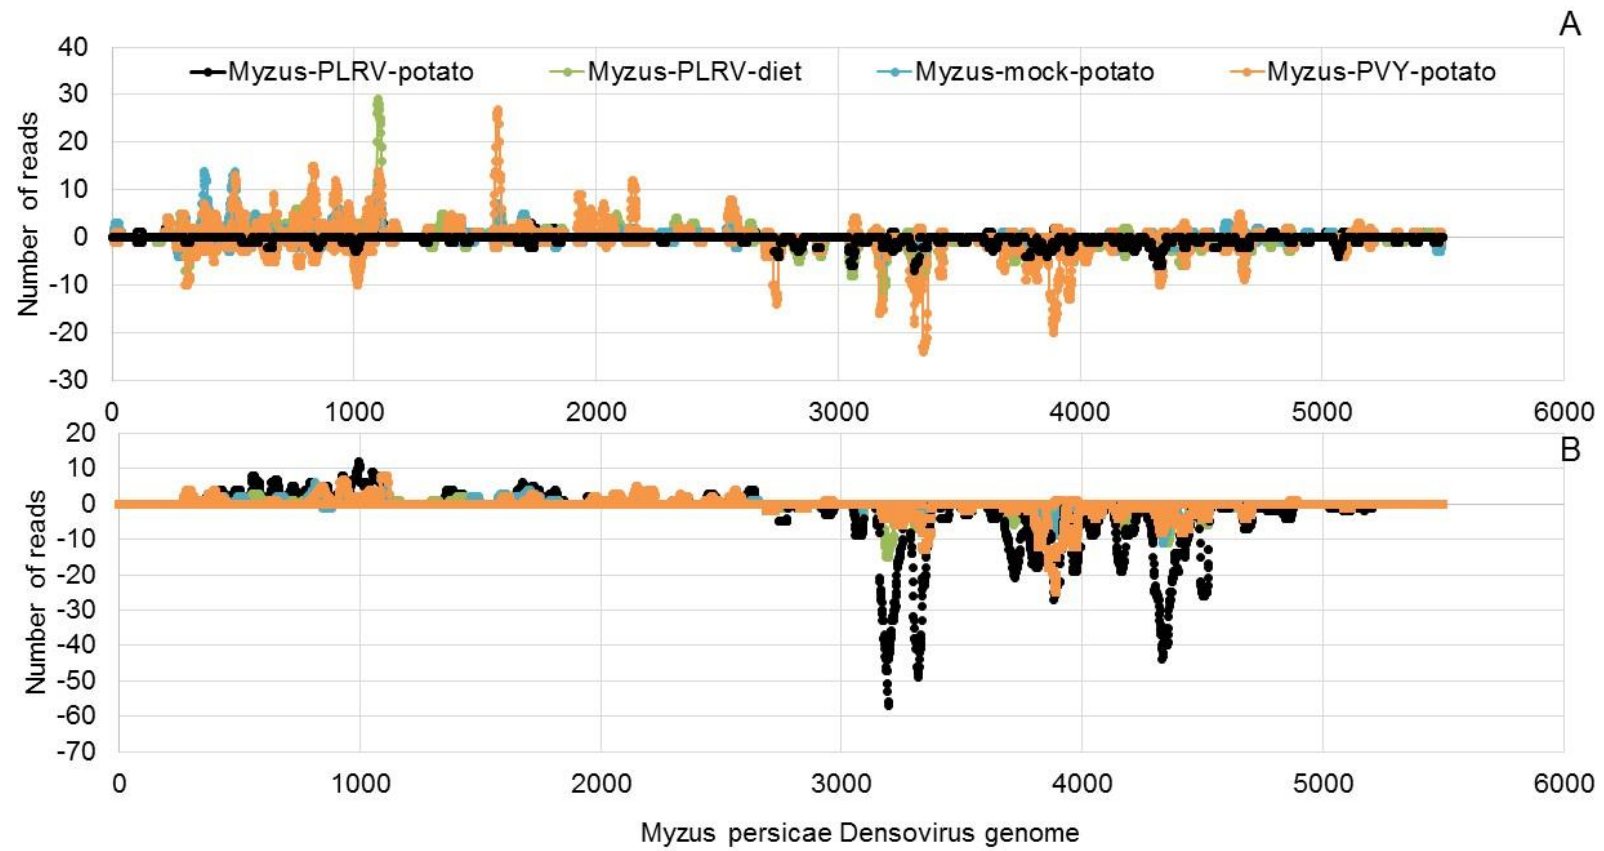 A
40
Myzus-PLRV-potato Myzus-PLRV-diet Myzus-mock-potato Myzus-PVY-potato
30
20
10
0
-10
-20
-30
Number of reads
0 1000 2000 3000 4000 5000 6000
B
20
10
0
-10
-20
-30
-40
-50
-60
-70
Number of reads
0 1000 2000 3000 4000 5000 6000
Myzus persicae Densovirus genome